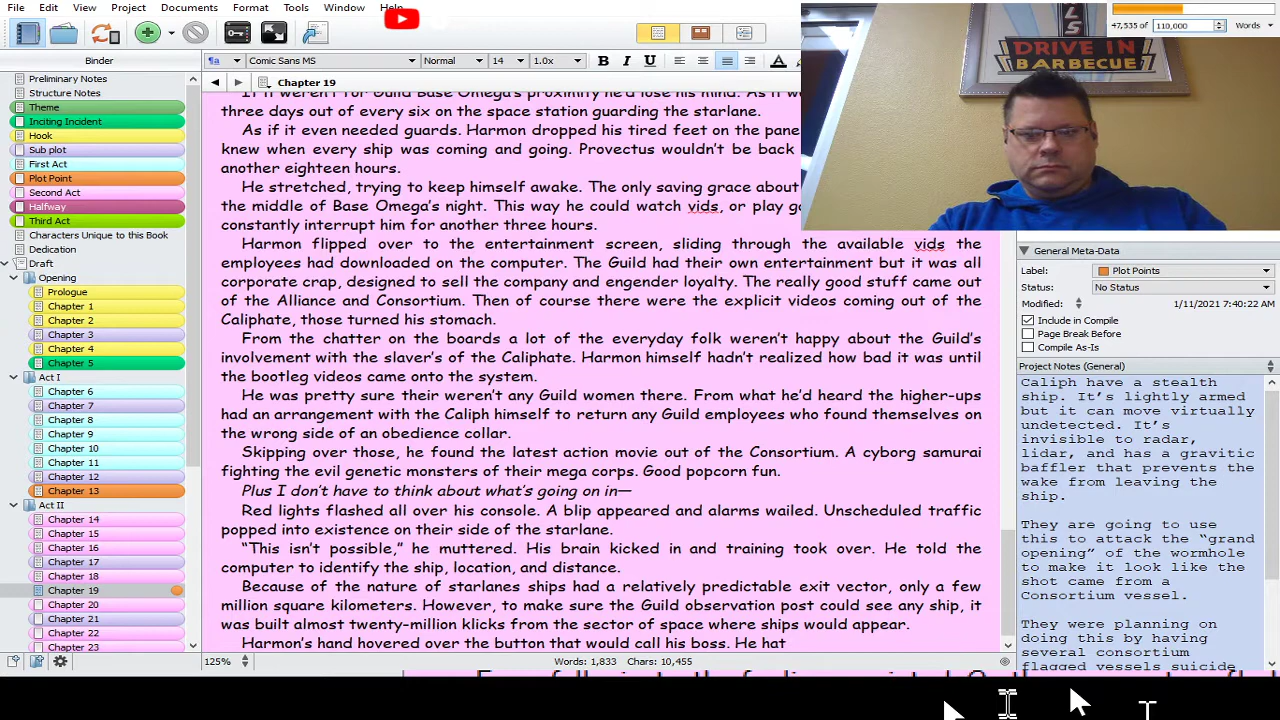 File Edit View Project Documents Format Tools Window Help
47,535 of 110,000 Words
DRIVE IN
BARBECUE
Binder
Comic Sans MS Normal 14 1.0x B I U A
Chapter 19
Preliminary Notes
Structure Notes
Theme
Inciting Incident
Hook
Sub plot
First Act
Plot Point
Second Act
Halfway
Third Act
Characters Unique to this Book
Dedication
Draft
Opening
Prologue
Chapter 1
Chapter 2
Chapter 3
Chapter 4
Chapter 5
Act I
Chapter 6
Chapter 7
Chapter 8
Chapter 9
Chapter 10
Chapter 11
Chapter 12
Chapter 13
Act II
Chapter 14
Chapter 15
Chapter 16
Chapter 17
Chapter 18
Chapter 19
Chapter 20
Chapter 21
Chapter 22
Chapter 23
If it weren't for Guild Base Omega's proximity he'd lose his mind. As it
three days out of every six on the space station guarding the starlane.
As if it even needed guards. Harmon dropped his tired feet on the
knew when every ship was coming and going. Provectus wouldn't be back
another eighteen hours.
He stretched, trying to keep himself awake. The only saving grace about
the middle of Base Omega's night. This way he could watch vids, or play
constantly interrupt him for another three hours.
Harmon flipped over to the entertainment screen, sliding through the available vids the
employees had downloaded on the computer. The Guild had their own entertainment but it was all
corporate crap, designed to sell the company and engender loyalty. The really good stuff came out
of the Alliance and Consortium. Then of course there were the explicit videos coming out of the
Caliphate, those turned his stomach.
From the chatter on the boards a lot of the everyday folk weren't happy about the Guild's
involvement with the slaver's of the Caliphate. Harmon himself hadn't realized how bad it was until
the bootleg videos came onto the system.
He was pretty sure their weren't any Guild women there. From what he'd heard the higher-ups
had an arrangement with the Caliph himself to return any Guild employees who found themselves on
the wrong side of an obedience collar.
Skipping over those, he found the latest action movie out of the Consortium. A cyborg samurai
fighting the evil genetic monsters of their mega corps. Good popcorn fun.
Plus I don't have to think about what's going on in—
Red lights flashed all over his console. A blip appeared and alarms wailed. Unscheduled traffic
popped into existence on their side of the starlane.
“This isn't possible,” he muttered. His brain kicked in and training took over. He told the
computer to identify the ship, location, and distance.
Because of the nature of starlanes ships had a relatively predictable exit vector, only a few
million square kilometers. However, to make sure the Guild observation post could see any ship, it
was built almost twenty-million klicks from the sector of space where ships would appear.
Harmon's hand hovered over the button that would call his boss. He hat
125% Words: 1,833 Chars: 10,455
General Meta-Data
Label: Plot Points
Status: No Status
Modified: 1/11/2021 7:40:22 AM
Include in Compile
Page Break Before
Compile As-Is
Project Notes (General)
Caliph have a stealth
ship. It's lightly armed
but it can move virtually
undetected. It's
invisible to radar,
lidar, and has a gravitic
baffler that prevents the
wake from leaving the
ship.
They are going to use
this to attack the “grand
opening” of the wormhole
to make it look like the
shot came from a
Consortium vessel.
They were planning on
doing this by having
several consortium
flagged vessels suicide